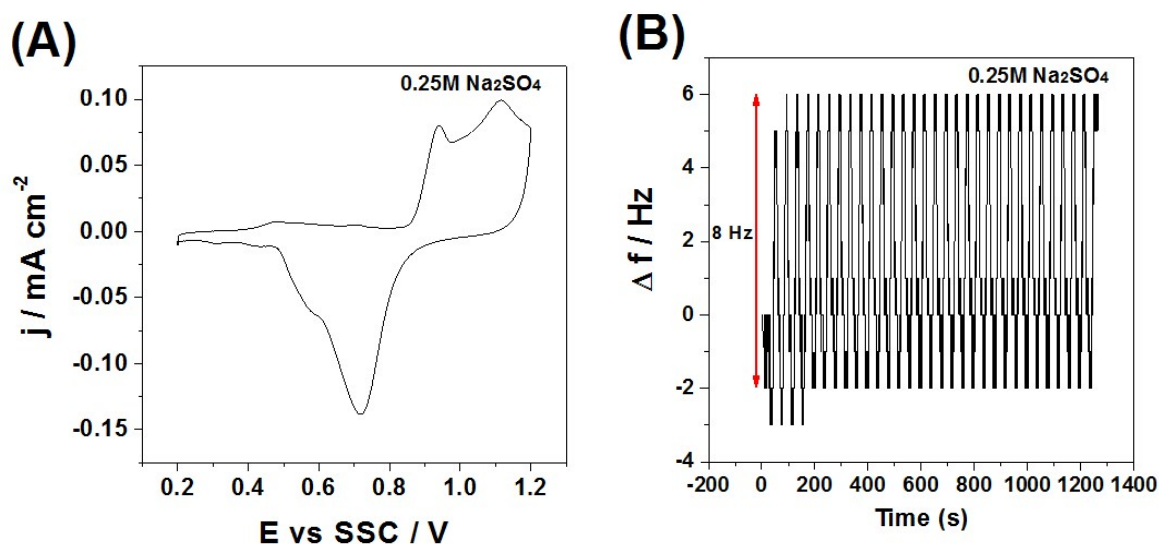 (A)
0.25M Na₂SO₄
0.10
0.05
0.00
-0.05
-0.10
-0.15
j / mA cm⁻²
0.2 0.4 0.6 0.8 1.0 1.2
E vs SSC / V
(B)
0.25M Na₂SO₄
6
4
2
0
-2
-4
8 Hz
Δ f / Hz
-200 0 200 400 600 800 1000 1200 1400
Time (s)